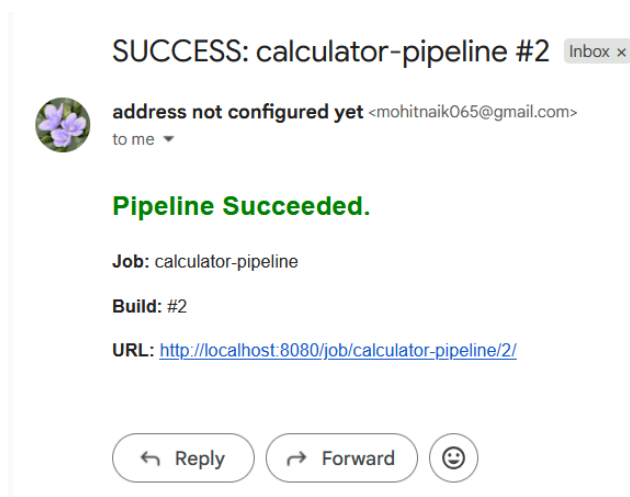 SUCCESS: calculator-pipeline #2 Inbox ×
address not configured yet <mohitnaik065@gmail.com>
to me
Pipeline Succeeded.
Job: calculator-pipeline
Build: #2
URL: http://localhost:8080/job/calculator-pipeline/2/
Reply Forward